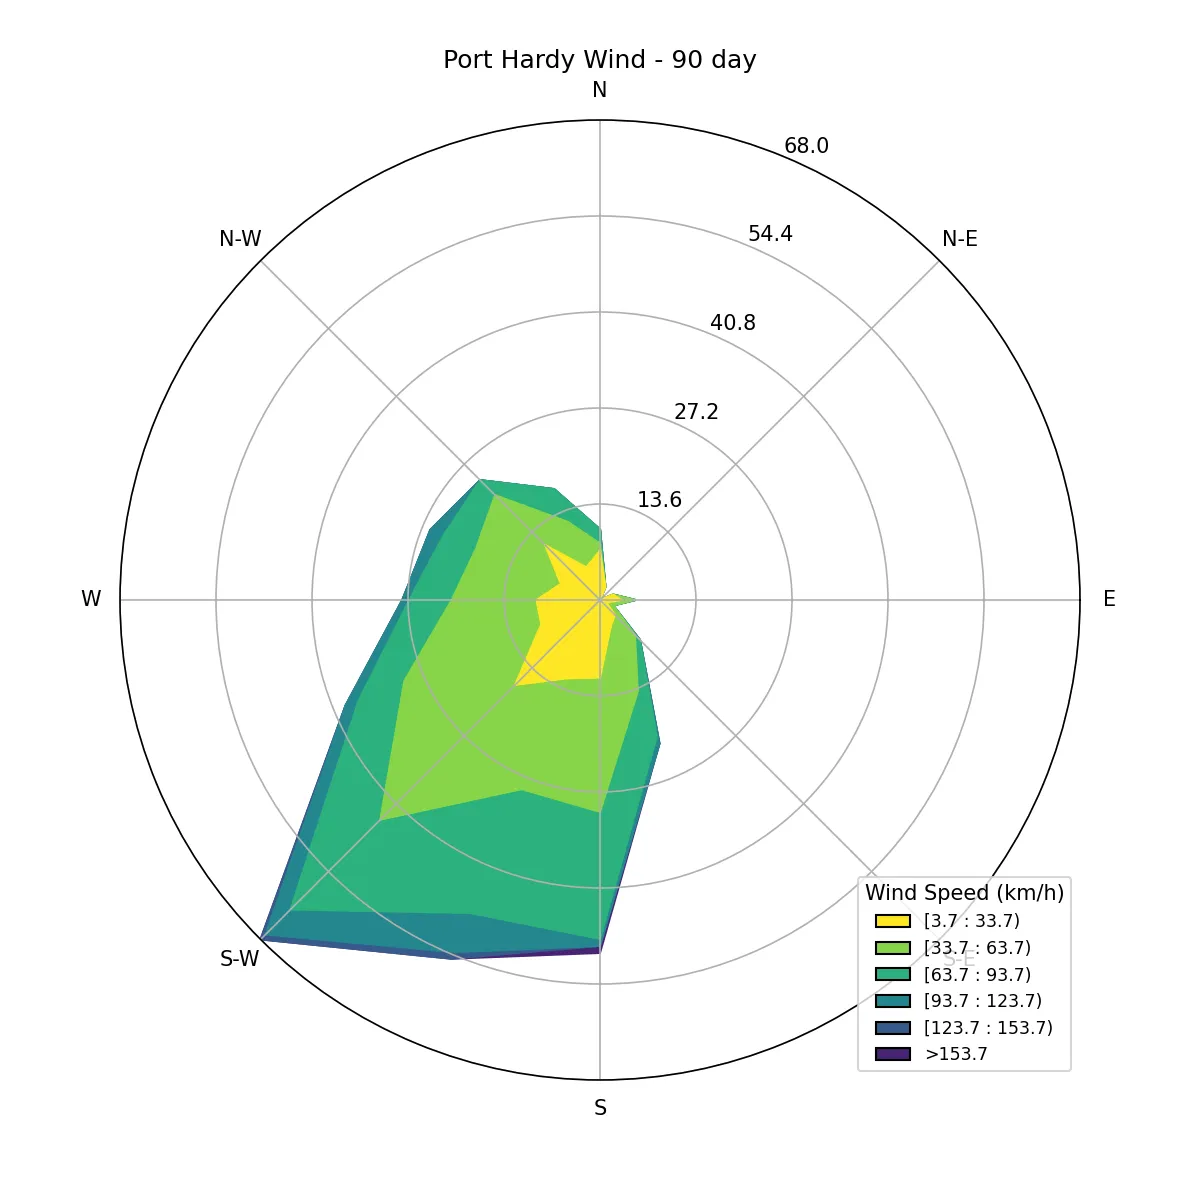 Port Hardy Wind - 90 day
N
68.0
N-W
54.4
N-E
40.8
27.2
13.6
W
E
Wind Speed (km/h)
[3.7 : 33.7)
[33.7 : 63.7)
S-W
S-E
[63.7 : 93.7)
[93.7 : 123.7)
[123.7 : 153.7)
>153.7
S